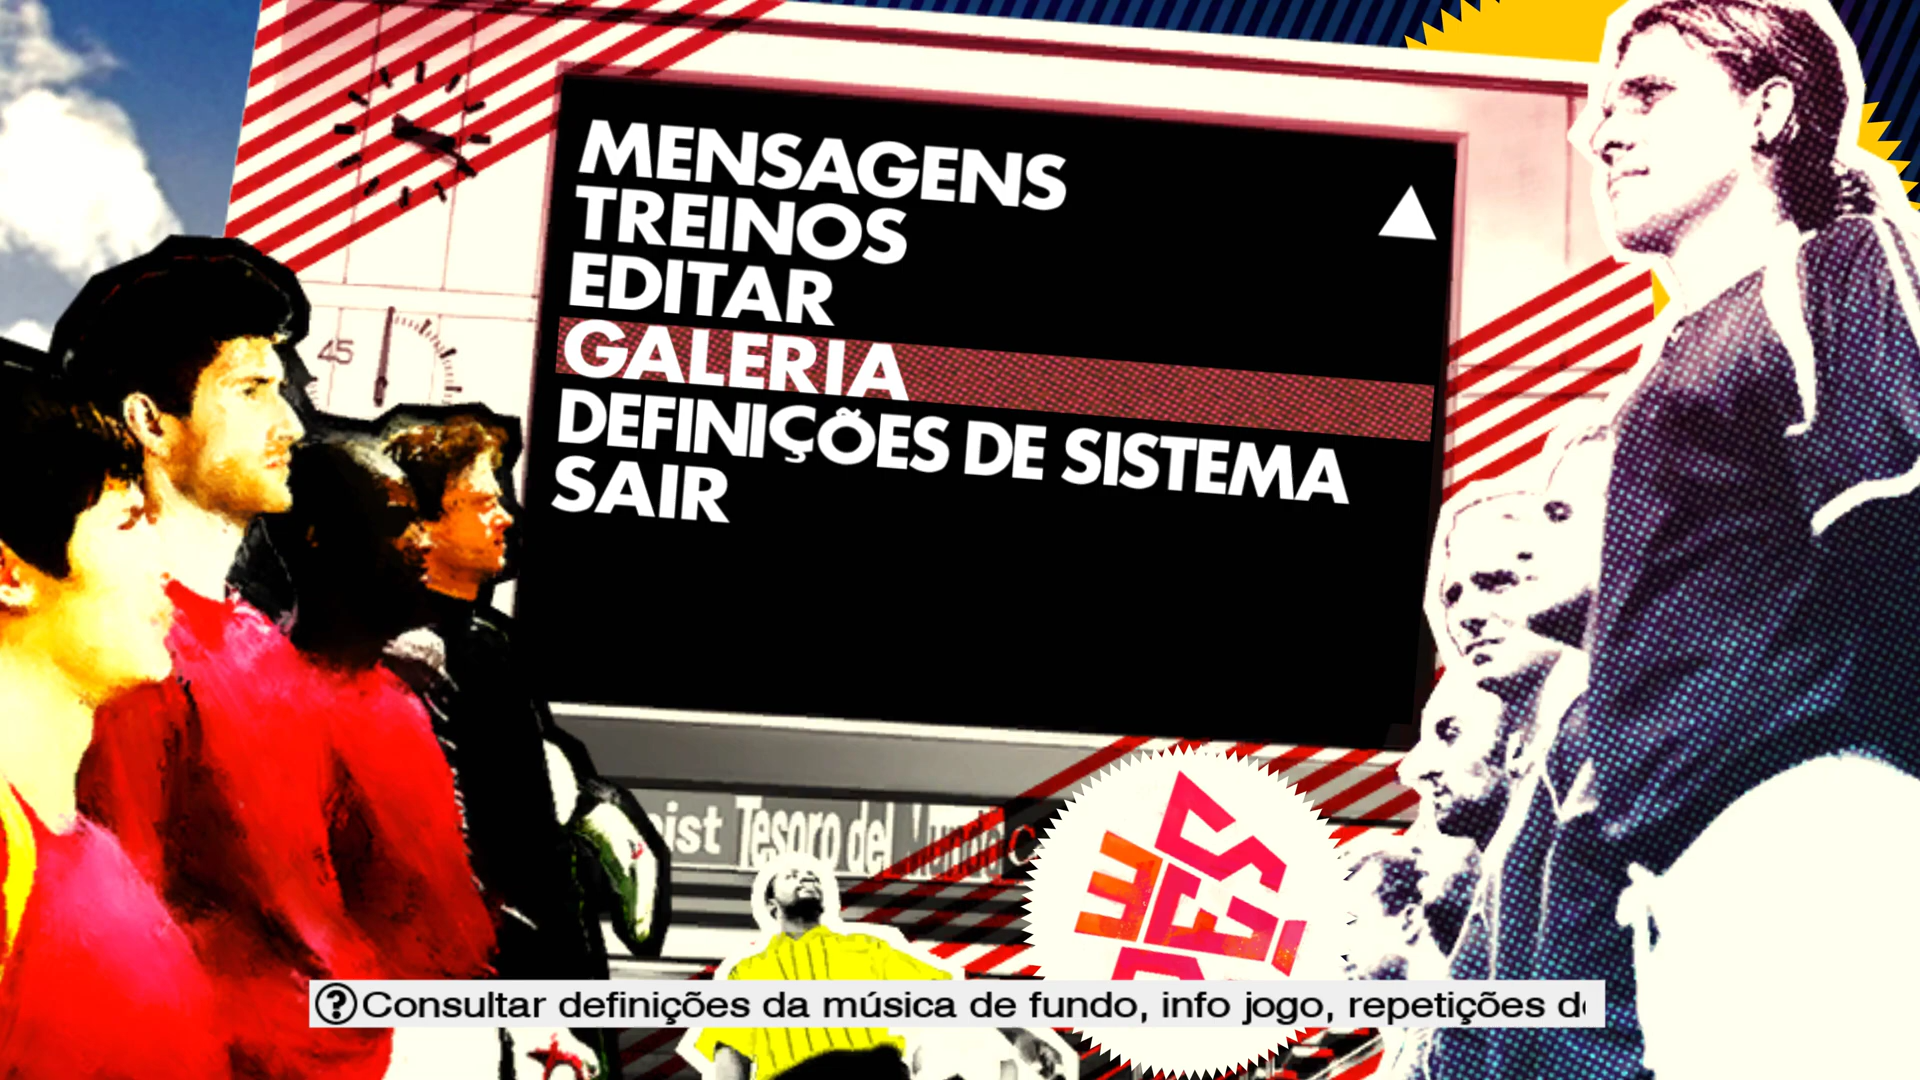 MENSAGENS
TREINOS
EDITAR
GALERIA
DEFINIÇÕES DE SISTEMA
SAIR
45
Tesoro del Mundo
?Consultar definições da música de fundo, info jogo, repetições